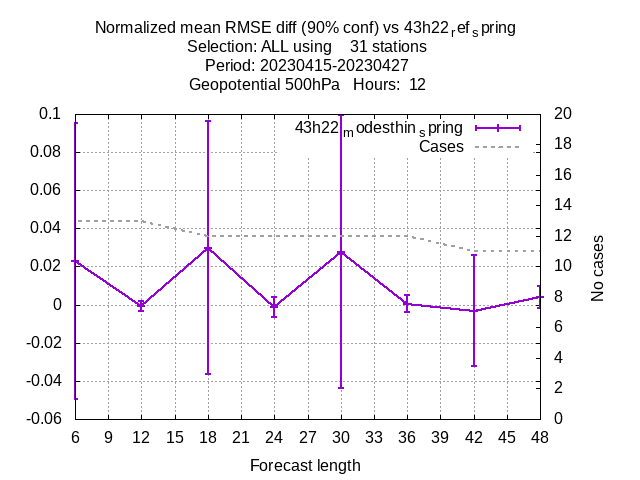 Normalized mean RMSE diff (90% conf) vs 43h22refspring
Selection: ALL using 31 stations
Period: 20230415-20230427
Geopotential 500hPa Hours: 12
43h22modesthinspring
Cases
0.1
0.08
0.06
0.04
0.02
0
-0.02
-0.04
-0.06
20
18
16
14
12
10
8
6
4
2
0
No cases
6 9 12 15 18 21 24 27 30 33 36 39 42 45 48
Forecast length